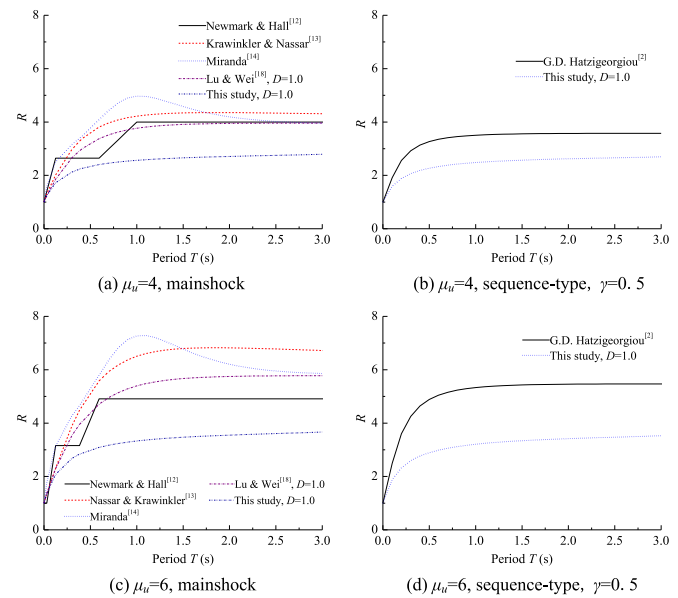 Newmark & Hall[12]
Krawinkler & Nassar[13]
Miranda[14]
Lu & Wei[18], D=1.0
This study, D=1.0
R
8
6
4
2
0
0.0 0.5 1.0 1.5 2.0 2.5 3.0
Period T (s)
(a) μu=4, mainshock
G.D. Hatzigeorgiou[2]
This study, D=1.0
R
8
6
4
2
0
0.0 0.5 1.0 1.5 2.0 2.5 3.0
Period T (s)
(b) μu=4, sequence-type, γ=0. 5
R
8
6
4
2
0
Newmark & Hall[12]
Nassar & Krawinkler[13]
Miranda[14]
Lu & Wei[18], D=1.0
This study, D=1.0
0.0 0.5 1.0 1.5 2.0 2.5 3.0
Period T (s)
(c) μu=6, mainshock
G.D. Hatzigeorgiou[2]
This study, D=1.0
R
8
6
4
2
0
0.0 0.5 1.0 1.5 2.0 2.5 3.0
Period T (s)
(d) μu=6, sequence-type, γ=0. 5